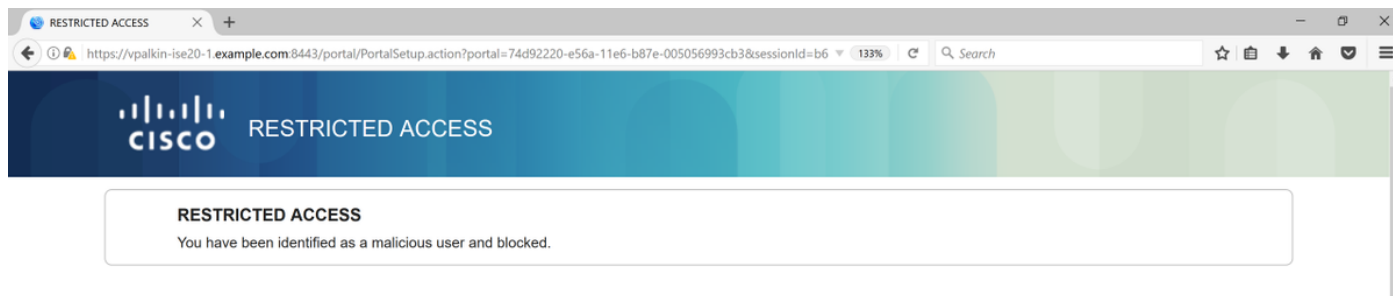 RESTRICTED ACCESS
https://vpalkin-ise20-1.example.com:8443/portal/PortalSetup.action?portal=74d92220-e56a-11e6-b87e-005056993cb3&sessionId=b6 133% Search
CISCO RESTRICTED ACCESS
RESTRICTED ACCESS
You have been identified as a malicious user and blocked.